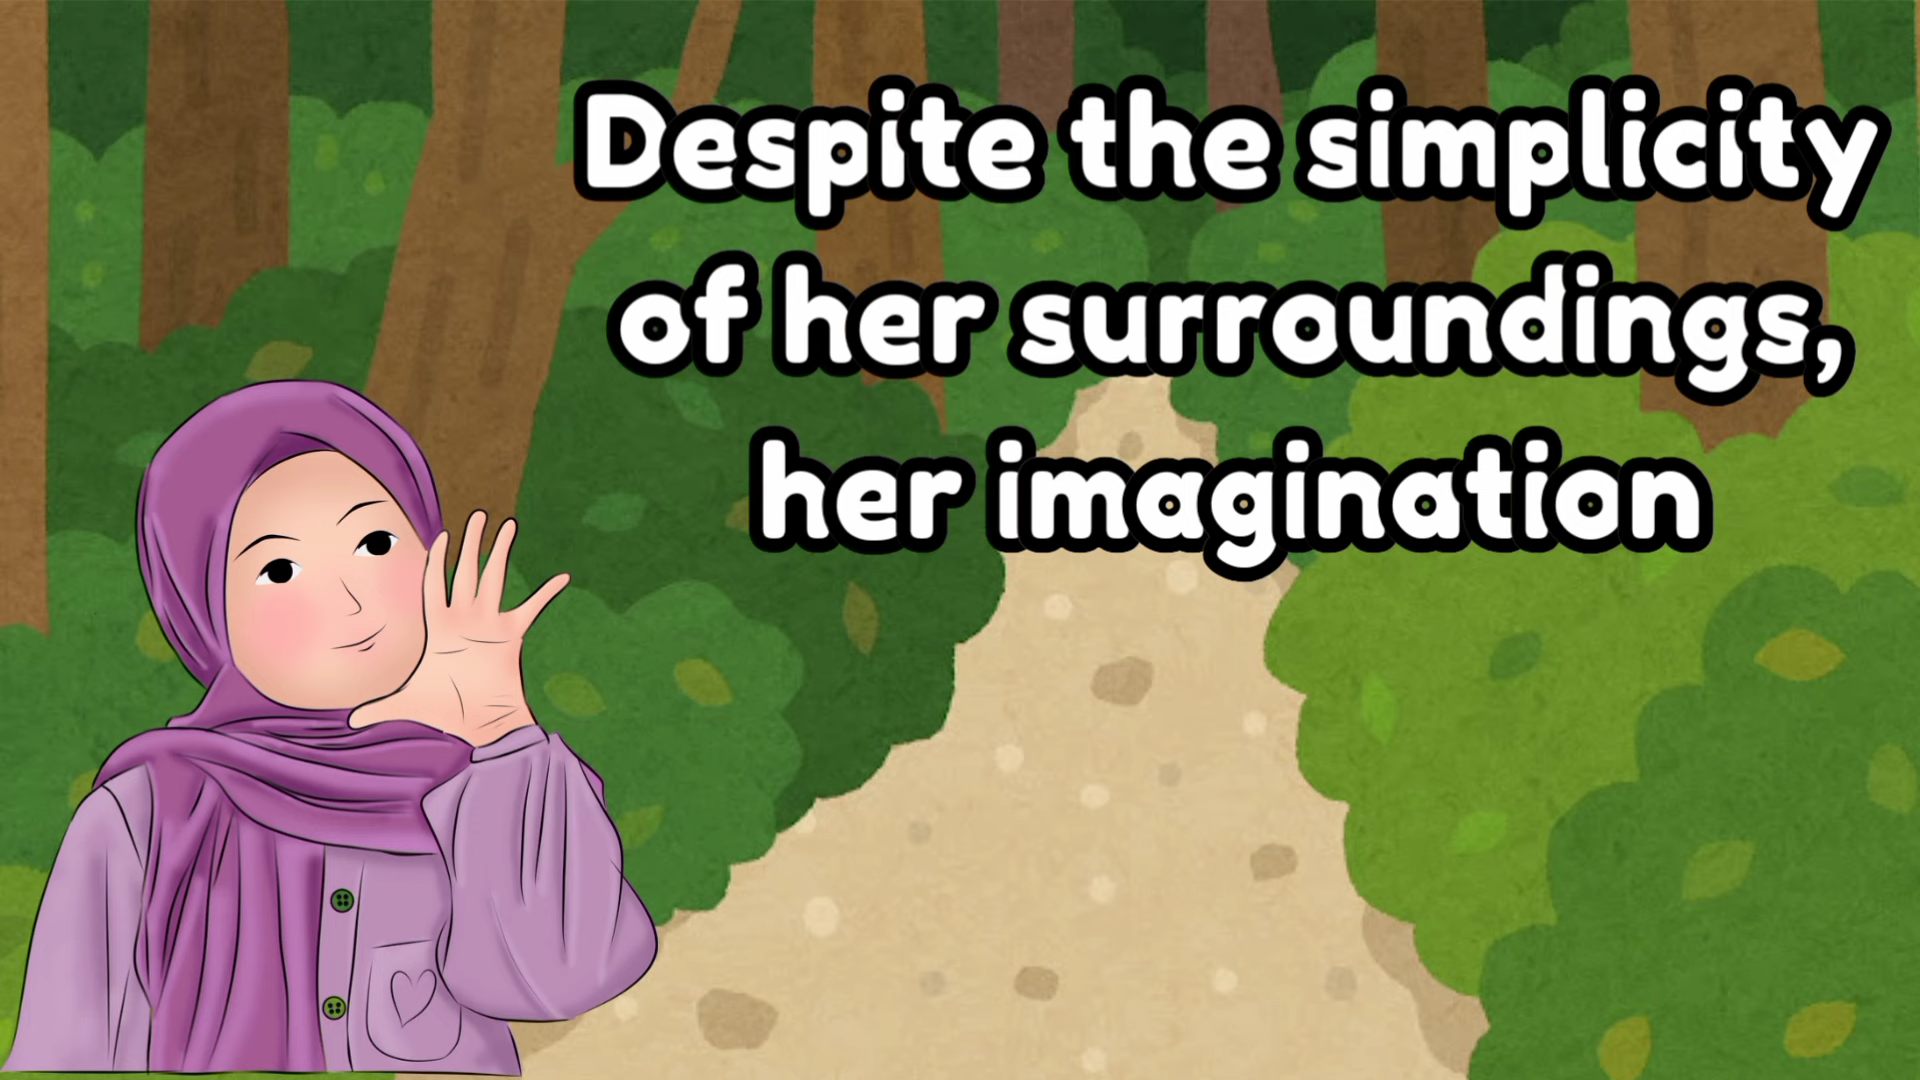 Despite the simplicity
of her surroundings,
her imagination